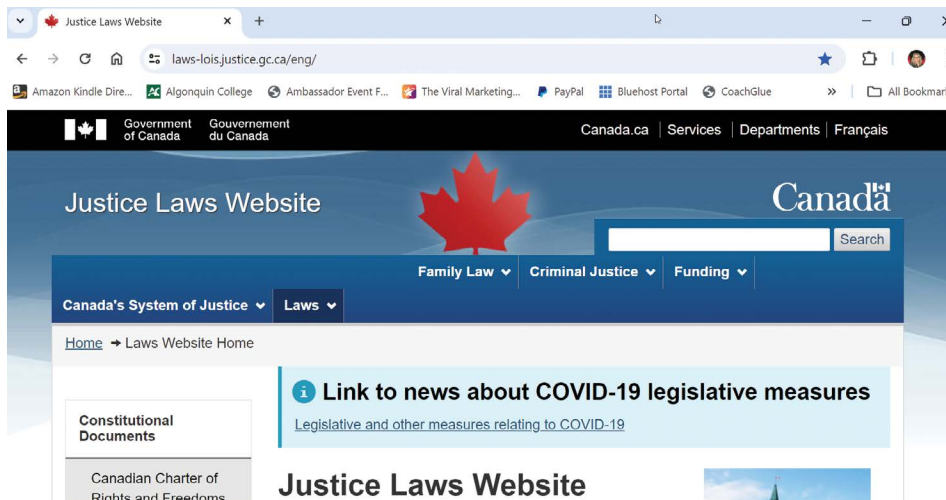 Justice Laws Website
laws-lois.justice.gc.ca/eng/
Amazon Kindle Dire... Algonquin College Ambassador Event F... The Viral Marketing... PayPal Bluehost Portal CoachGlue » All Bookmar
Government of Canada Gouvernement du Canada
Canada.ca | Services | Departments | Français
Justice Laws Website
Canada
Search
Family Law Criminal Justice Funding
Canada's System of Justice Laws
Home → Laws Website Home
Link to news about COVID-19 legislative measures
Legislative and other measures relating to COVID-19
Constitutional
Documents
Canadian Charter of
Rights and Freedoms
Justice Laws Website